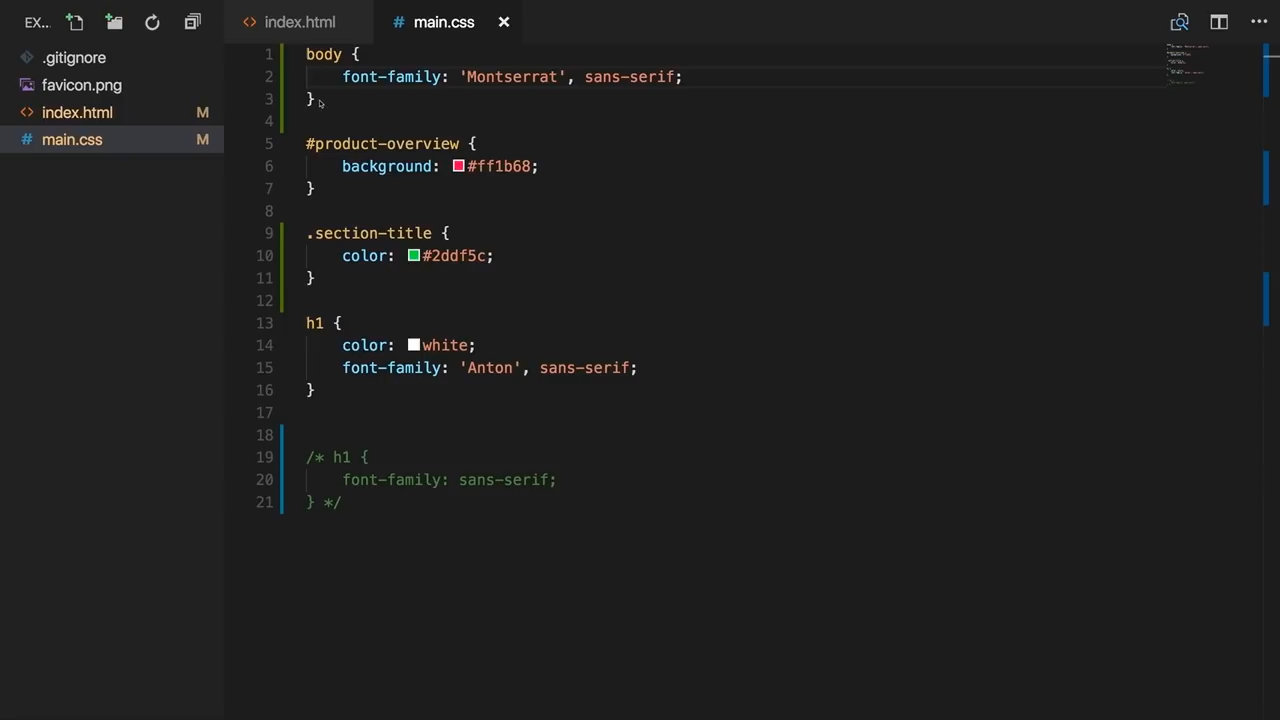 EX...
index.html
# main.css
.gitignore
favicon.png
index.html M
# main.css M
1 body {
2 font-family: 'Montserrat', sans-serif;
3 }
4
5 #product-overview {
6 background: #ff1b68;
7 }
8
9 .section-title {
10 color: #2ddf5c;
11 }
12
13 h1 {
14 color: white;
15 font-family: 'Anton', sans-serif;
16 }
17
18
19 /* h1 {
20 font-family: sans-serif;
21 } */